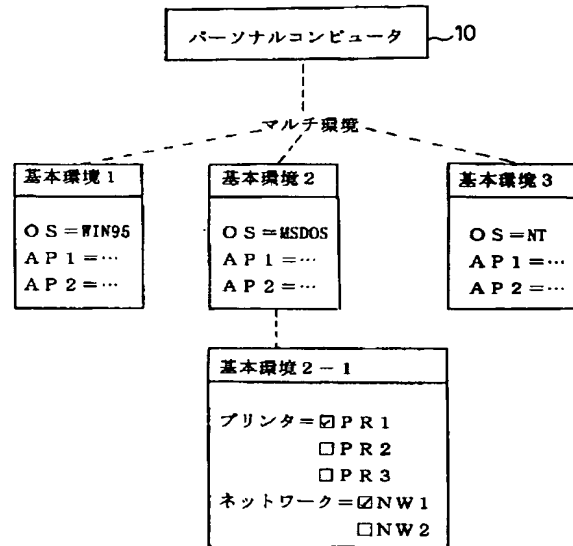 パーソナルコンピュータ 10
マルチ環境
基本環境1
OS=WIN95
AP1=…
AP2=…
基本環境2
OS=MSDOS
AP1=…
AP2=…
基本環境3
OS=NT
AP1=…
AP2=…
基本環境2-1
プリンタ=☑PR1
□PR2
□PR3
ネットワーク=☑NW1
□NW2